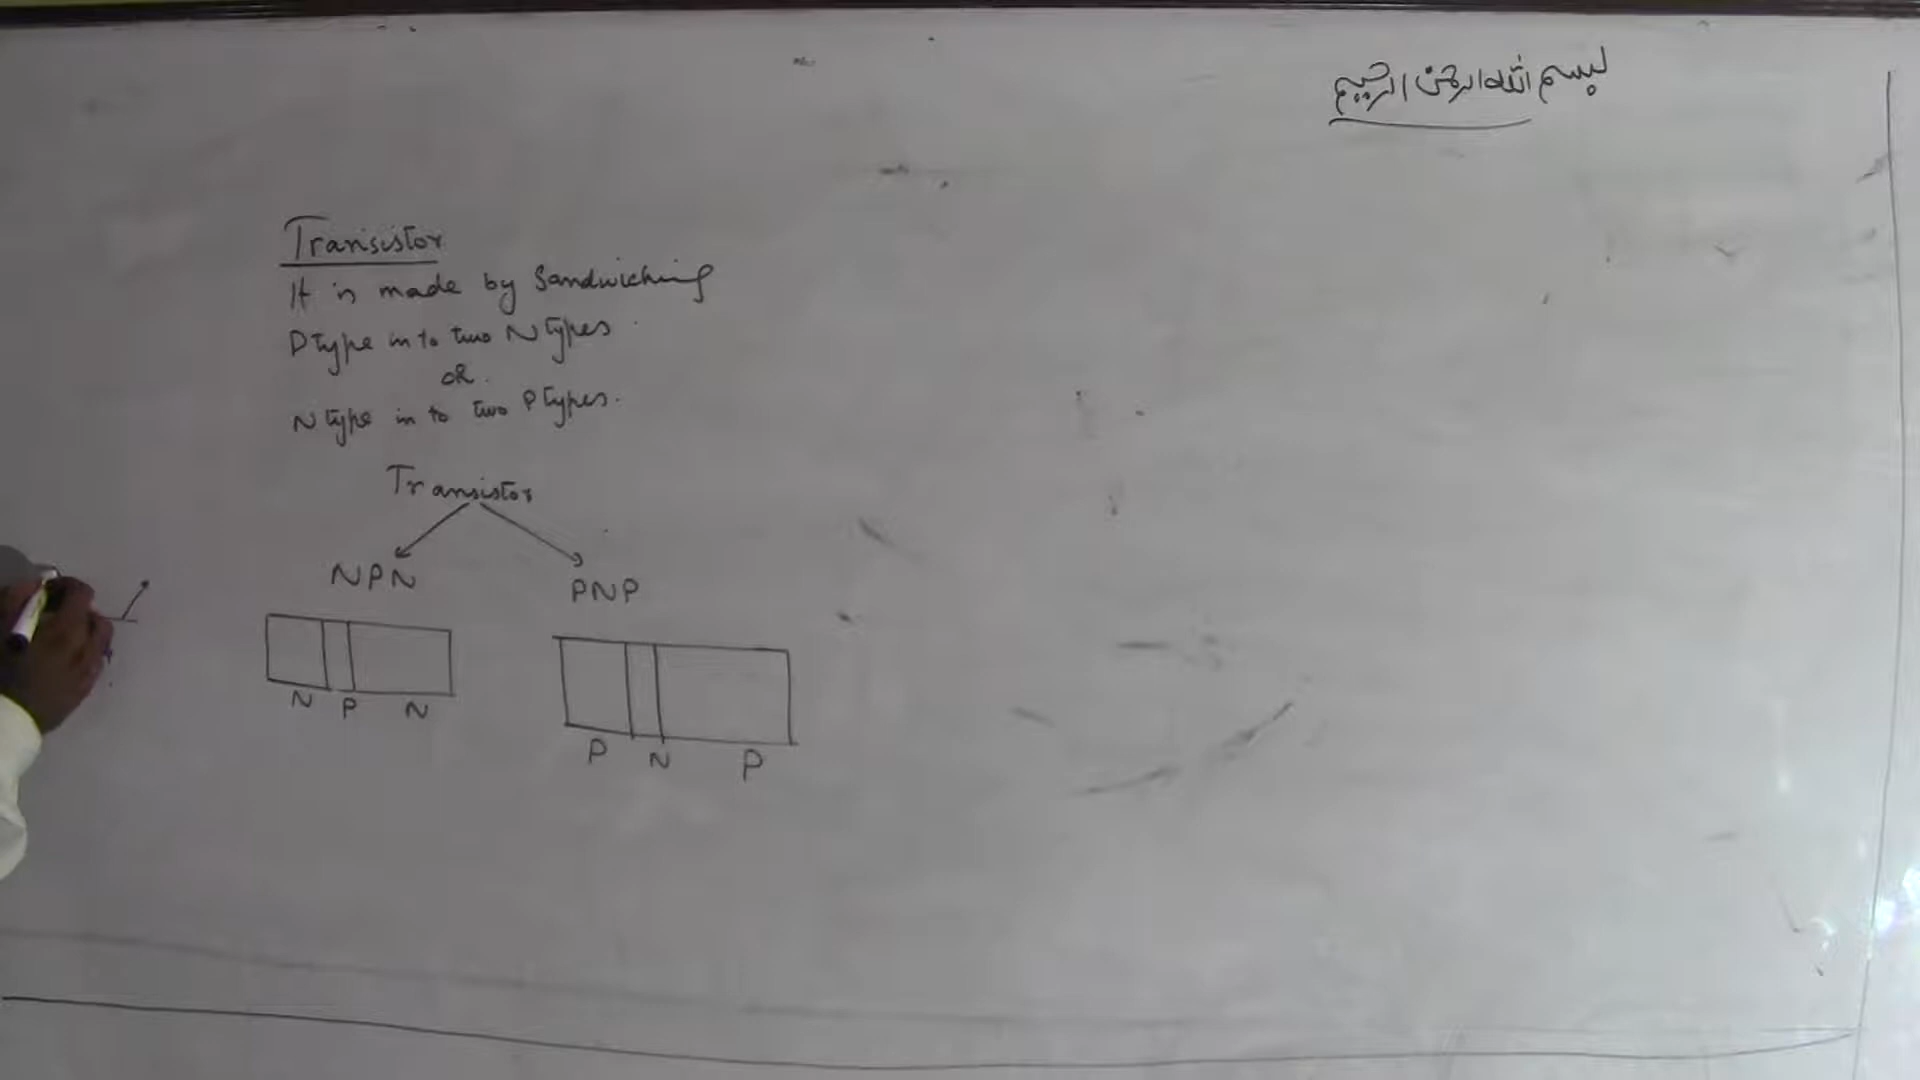 بسم الله الرحمن الرحيم
Transistor
It is made by Sandwiching
P type in to two N types.
OR.
N type in to two P types.
Transistor
NPN
PNP
N P N
P N P